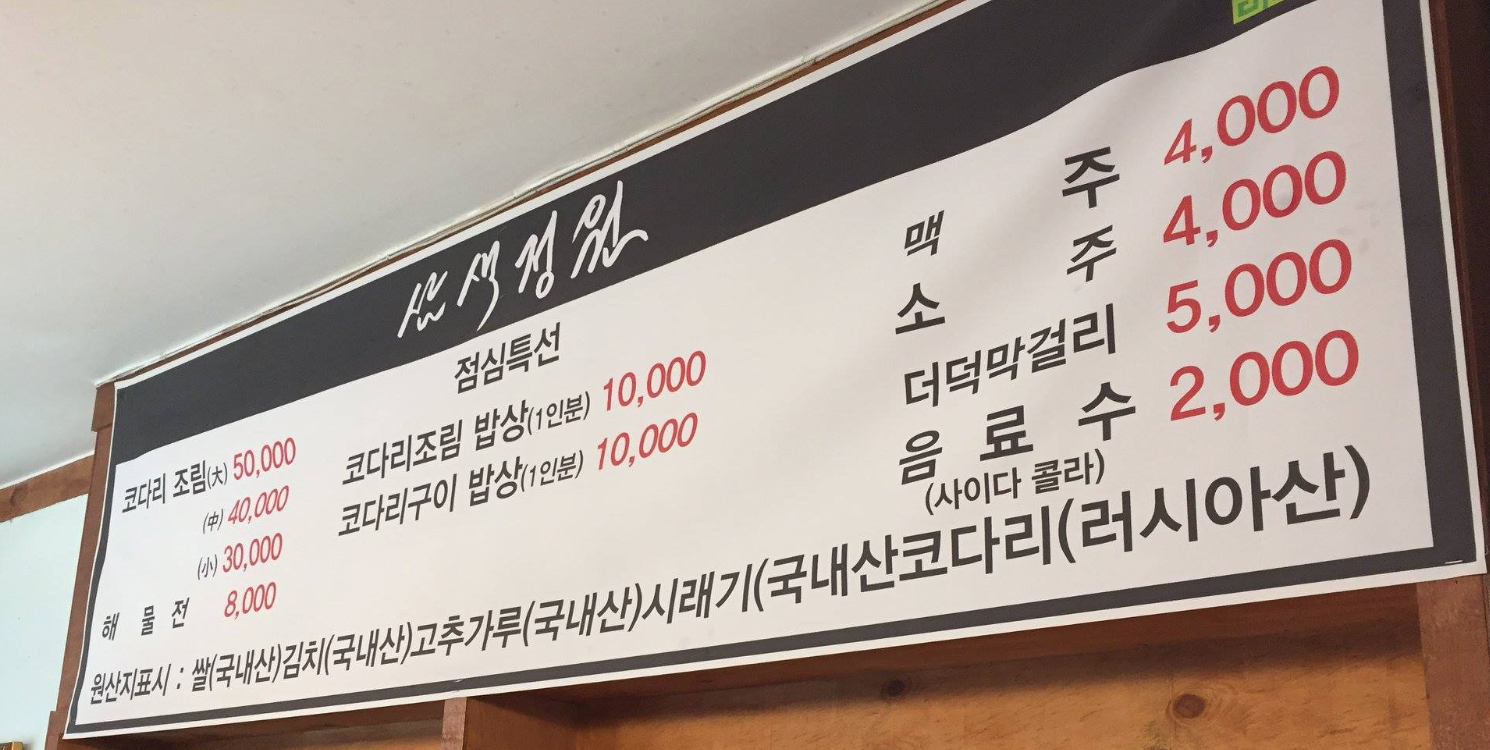 산색정원
코다리 조림(大) 50,000
(中) 40,000
(小) 30,000
해 물 전 8,000
점심특선
코다리조림 밥상(1인분) 10,000
코다리구이 밥상(1인분) 10,000
맥 주 4,000
소 주 4,000
더덕막걸리 5,000
음 료 수 2,000
(사이다 콜라)
원산지표시 : 쌀(국내산)김치(국내산)고추가루(국내산)시래기(국내산코다리(러시아산)